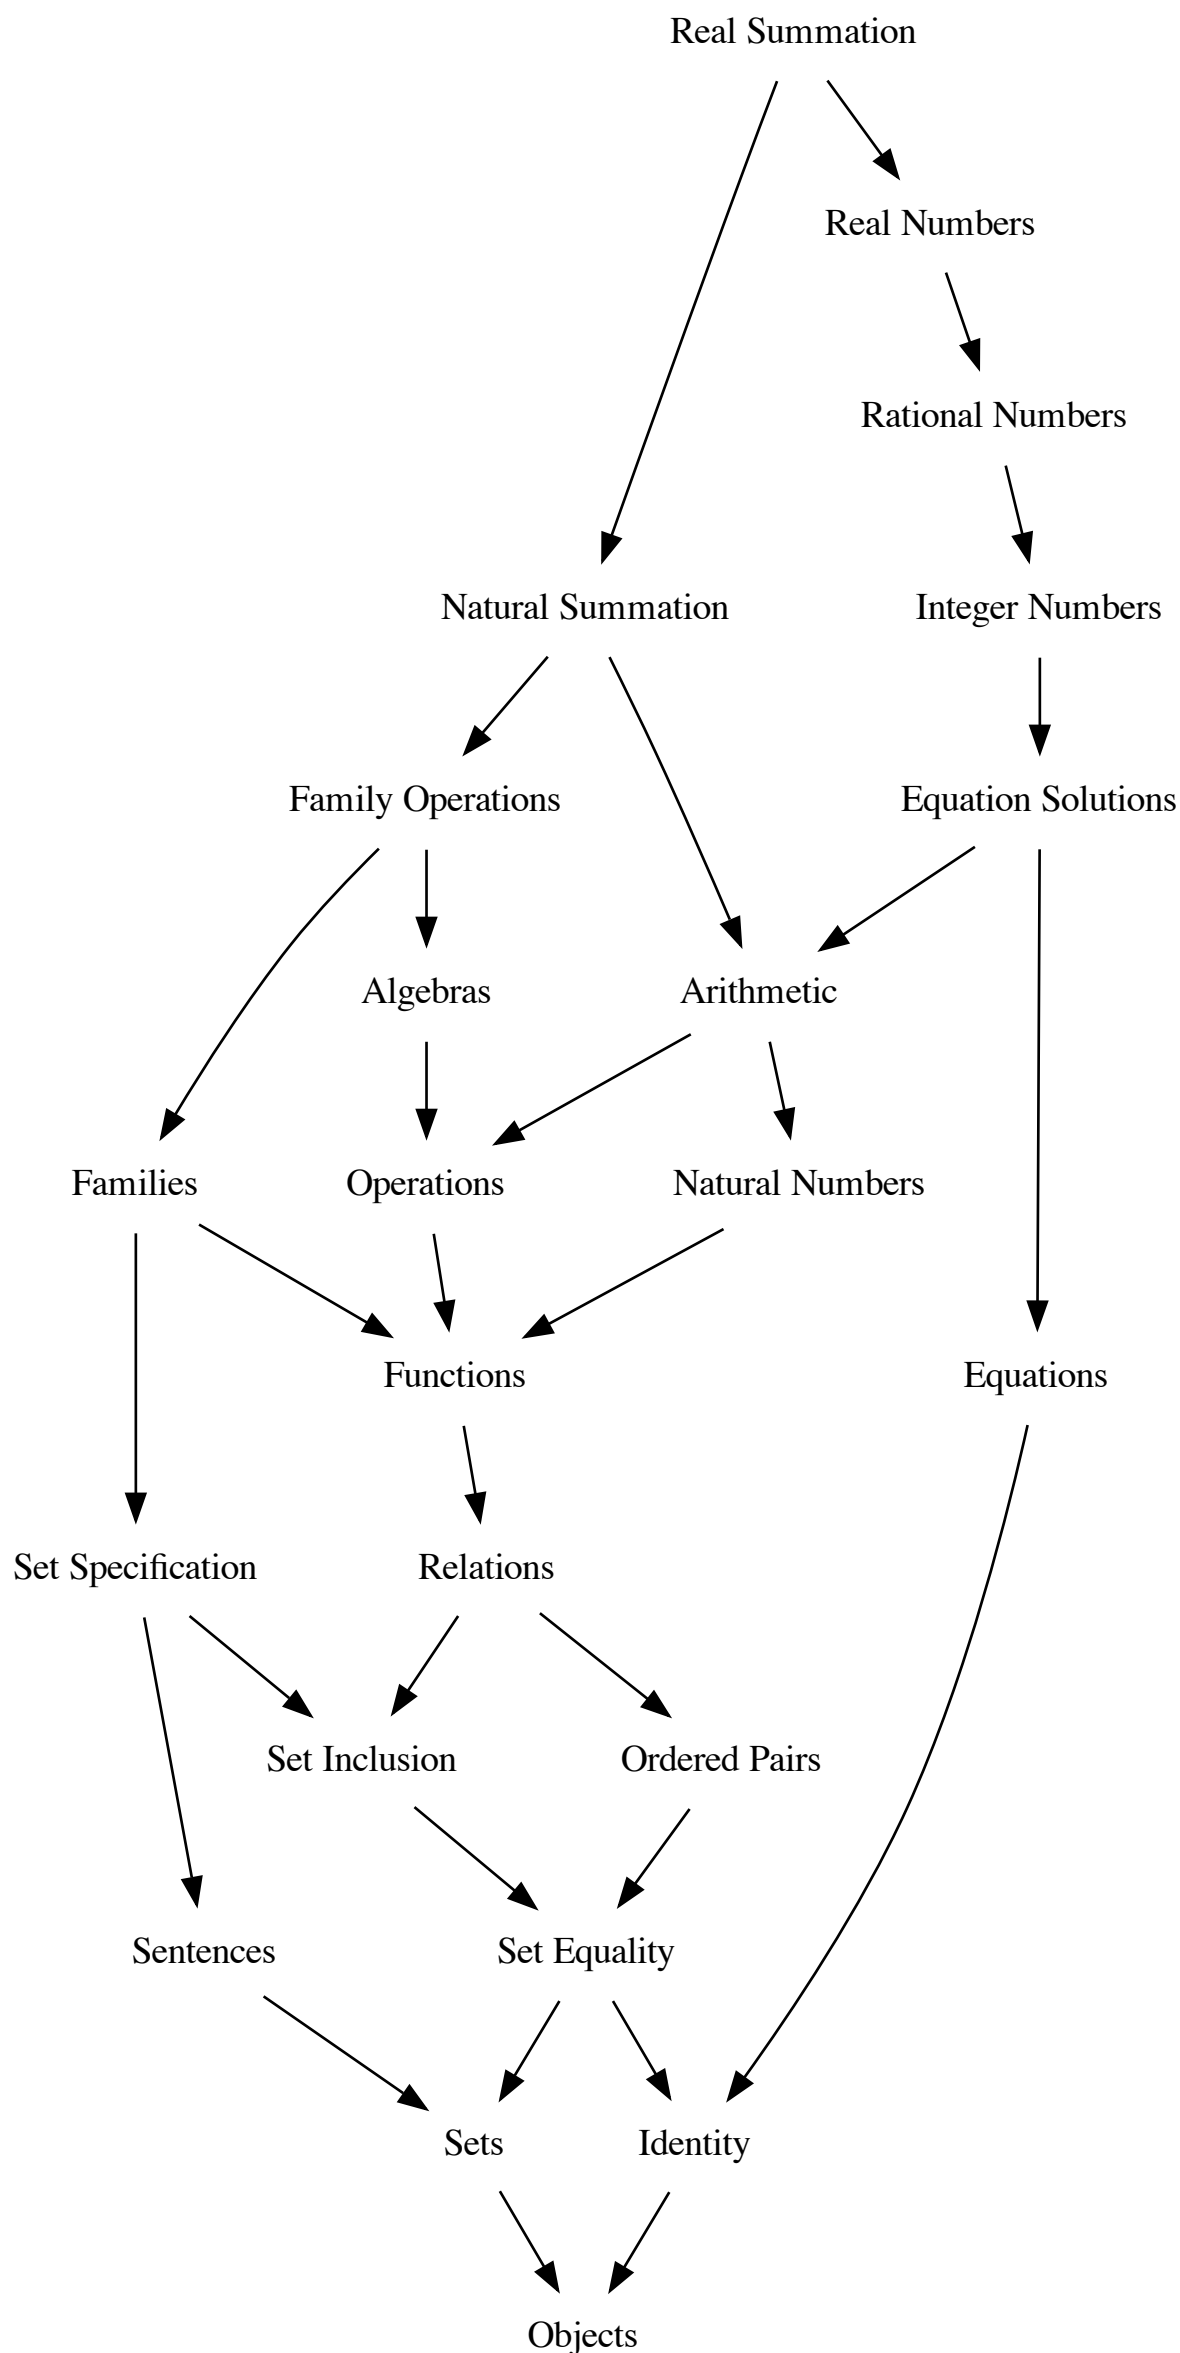 Real Summation
Real Numbers
Rational Numbers
Natural Summation
Integer Numbers
Family Operations
Equation Solutions
Algebras
Arithmetic
Families
Operations
Natural Numbers
Functions
Equations
Set Specification
Relations
Set Inclusion
Ordered Pairs
Sentences
Set Equality
Sets
Identity
Objects